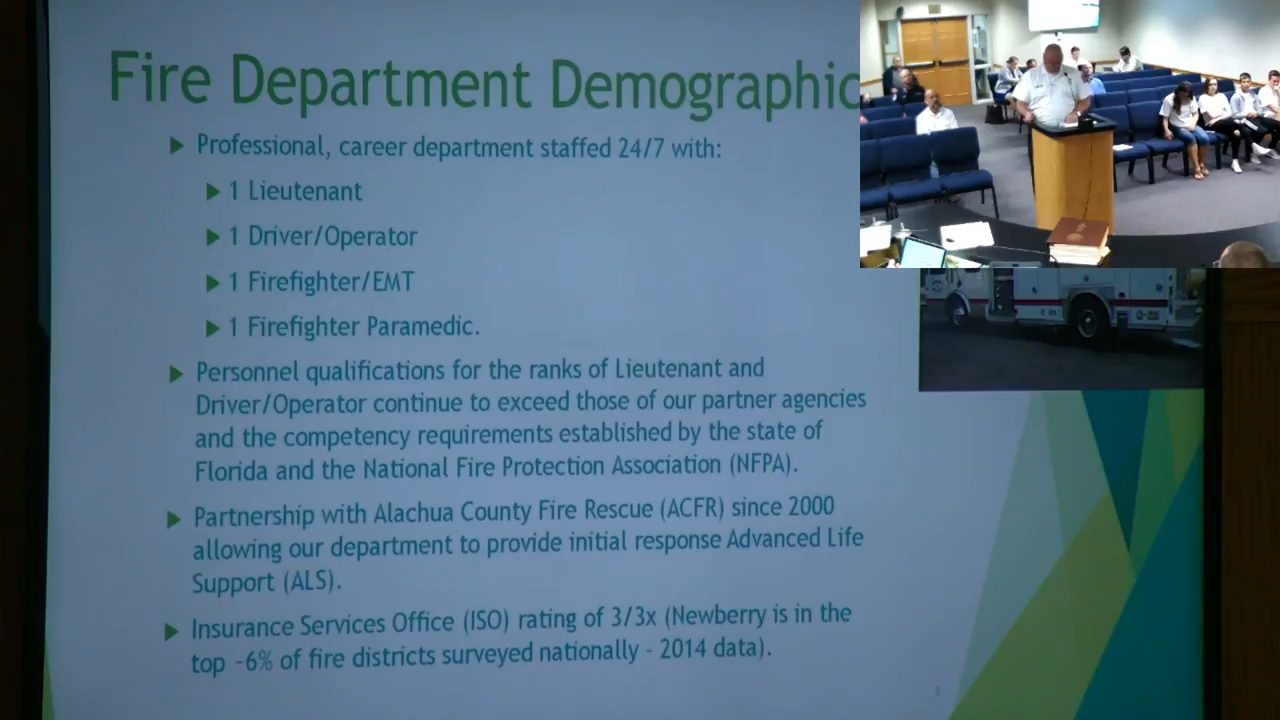 Fire Department Demographic
Professional, career department staffed 24/7 with:
1 Lieutenant
1 Driver/Operator
1 Firefighter/EMT
1 Firefighter Paramedic.
Personnel qualifications for the ranks of Lieutenant and
Driver/Operator continue to exceed those of our partner agencies
and the competency requirements established by the state of
Florida and the National Fire Protection Association (NFPA).
Partnership with Alachua County Fire Rescue (ACFR) since 2000
allowing our department to provide initial response Advanced Life
Support (ALS).
Insurance Services Office (ISO) rating of 3/3x (Newberry is in the
top ~6% of fire districts surveyed nationally - 2014 data).
2